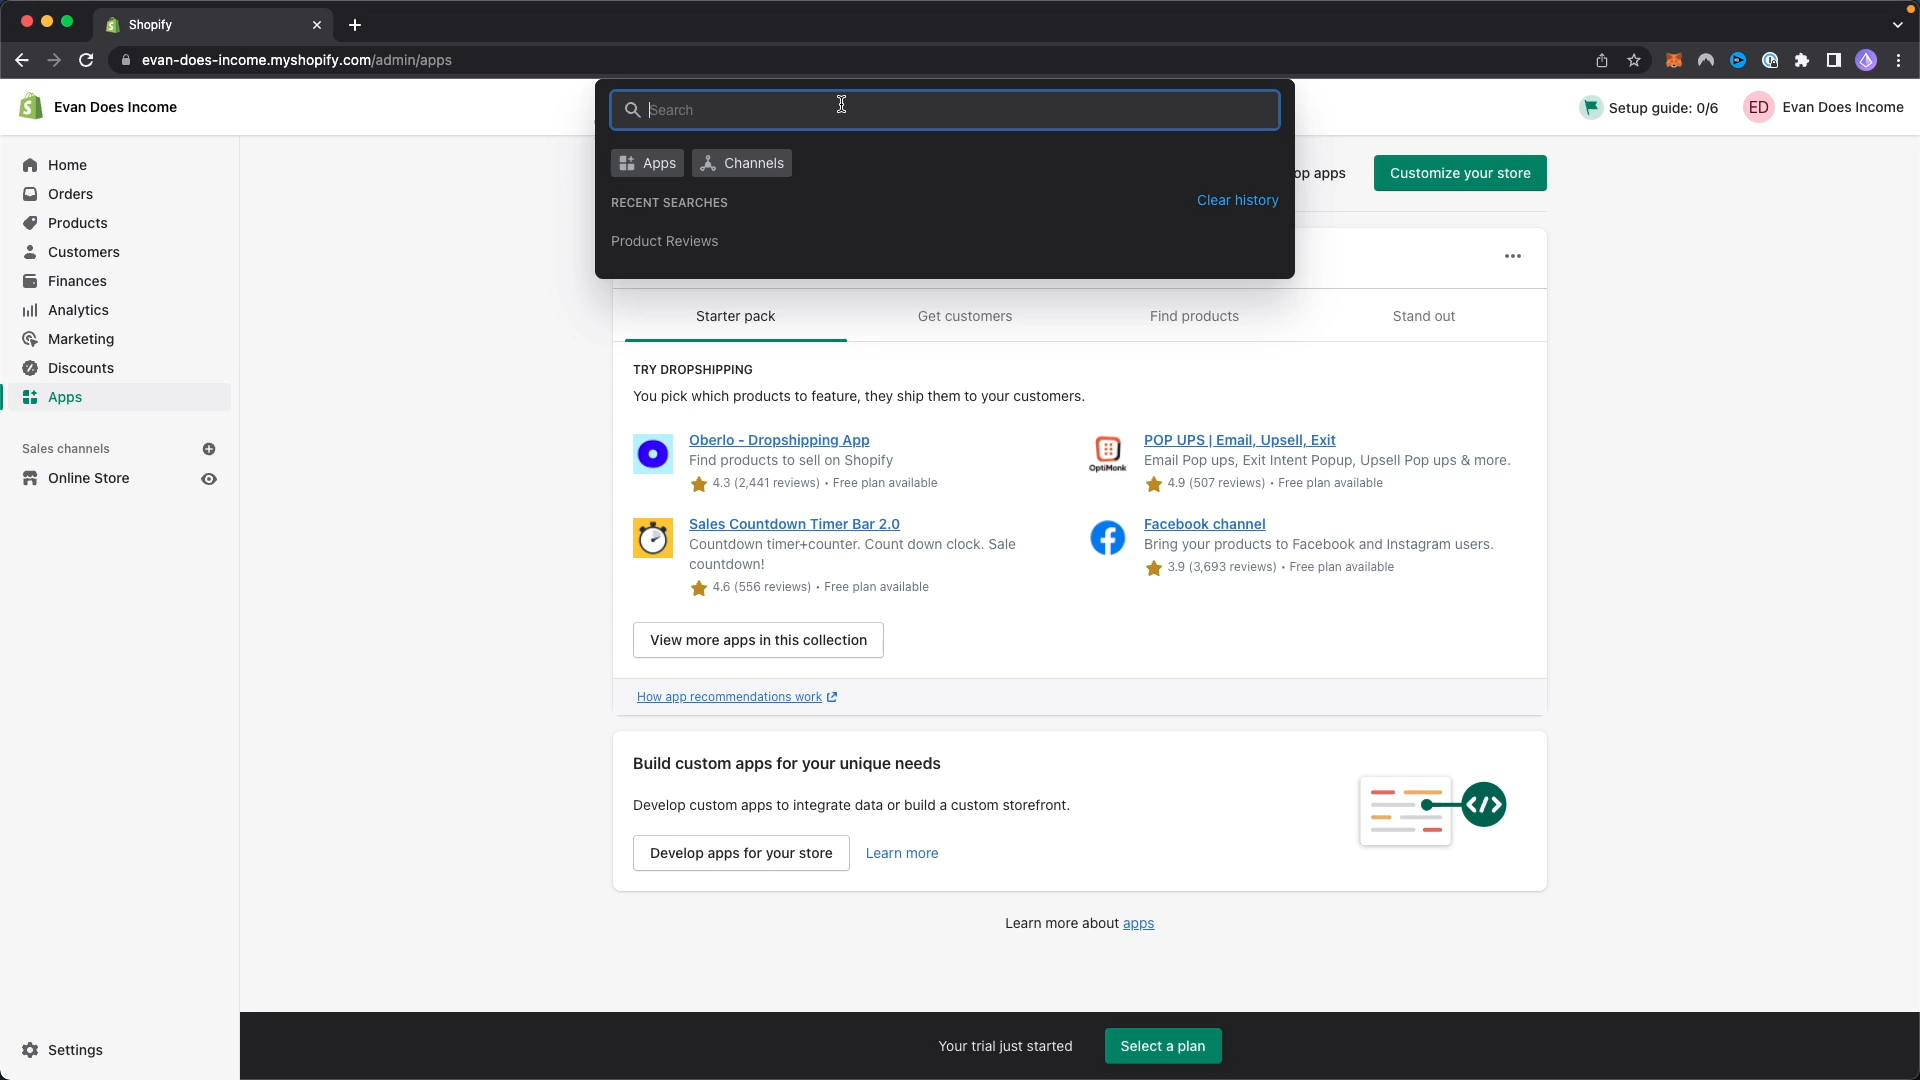 Shopify
evan-does-income.myshopify.com/admin/apps
Evan Does Income
Search
Setup guide: 0/6
ED
Evan Does Income
Apps
Channels
RECENT SEARCHES
Clear history
Product Reviews
op apps
Customize your store
Home
Orders
Products
Customers
Finances
Analytics
Marketing
Discounts
Apps
Sales channels
Online Store
Settings
Starter pack
Get customers
Find products
Stand out
TRY DROPSHIPPING
You pick which products to feature, they ship them to your customers.
Oberlo - Dropshipping App
Find products to sell on Shopify
4.3 (2,441 reviews) • Free plan available
OptiMonk
POP UPS | Email, Upsell, Exit
Email Pop ups, Exit Intent Popup, Upsell Pop ups & more.
4.9 (507 reviews) • Free plan available
Sales Countdown Timer Bar 2.0
Countdown timer+counter. Count down clock. Sale
countdown!
4.6 (556 reviews) • Free plan available
Facebook channel
Bring your products to Facebook and Instagram users.
3.9 (3,693 reviews) • Free plan available
View more apps in this collection
How app recommendations work
Build custom apps for your unique needs
Develop custom apps to integrate data or build a custom storefront.
Develop apps for your store
Learn more
Learn more about apps
Your trial just started
Select a plan